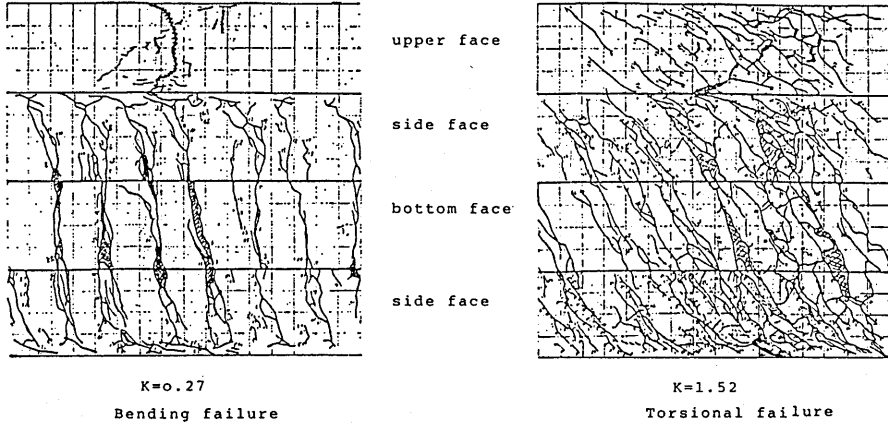 upper face
side face
bottom face
side face
K=o.27
Bending failure
K=1.52
Torsional failure